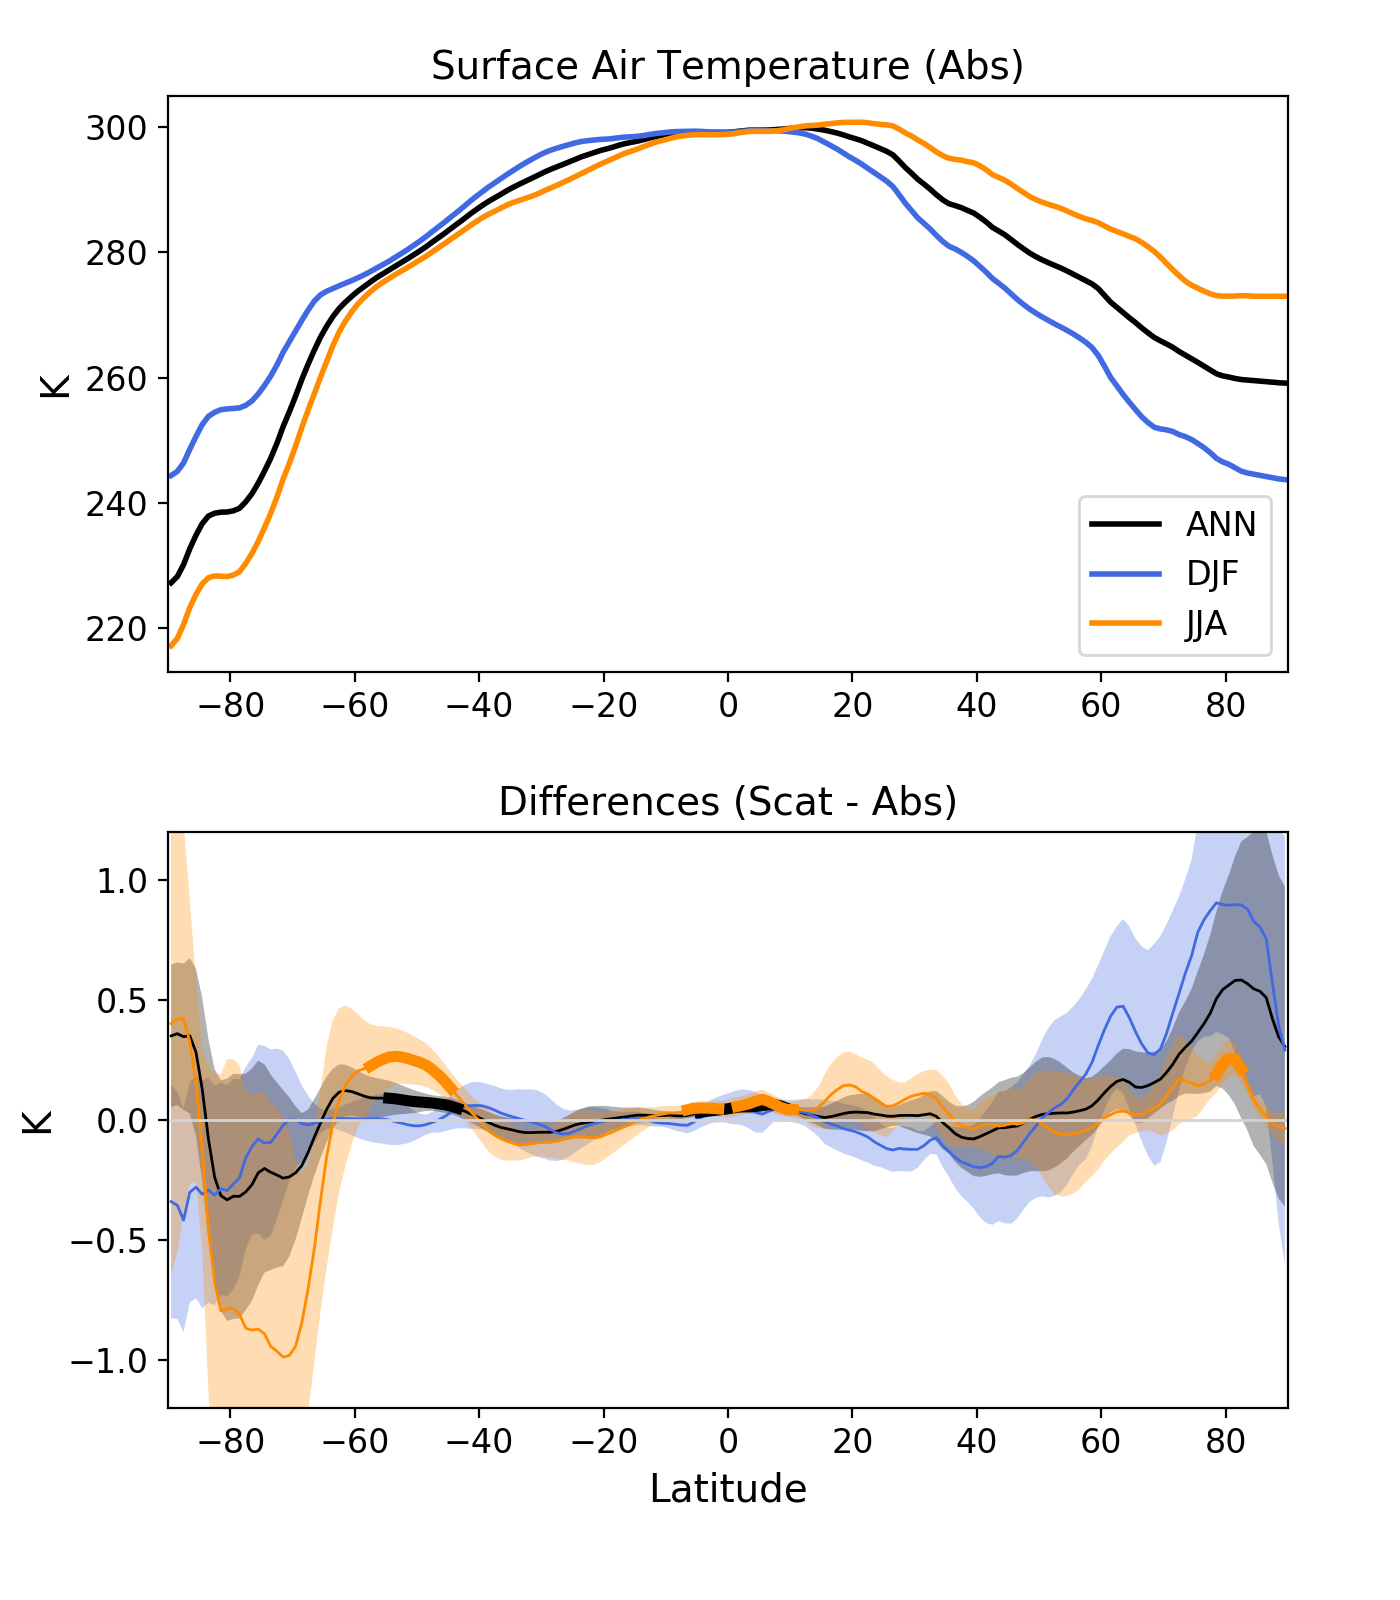 Surface Air Temperature (Abs)
300
280
260
240
220
K
ANN
DJF
JJA
−80 −60 −40 −20 0 20 40 60 80
Differences (Scat - Abs)
1.0
0.5
0.0
−0.5
−1.0
K
−80 −60 −40 −20 0 20 40 60 80
Latitude